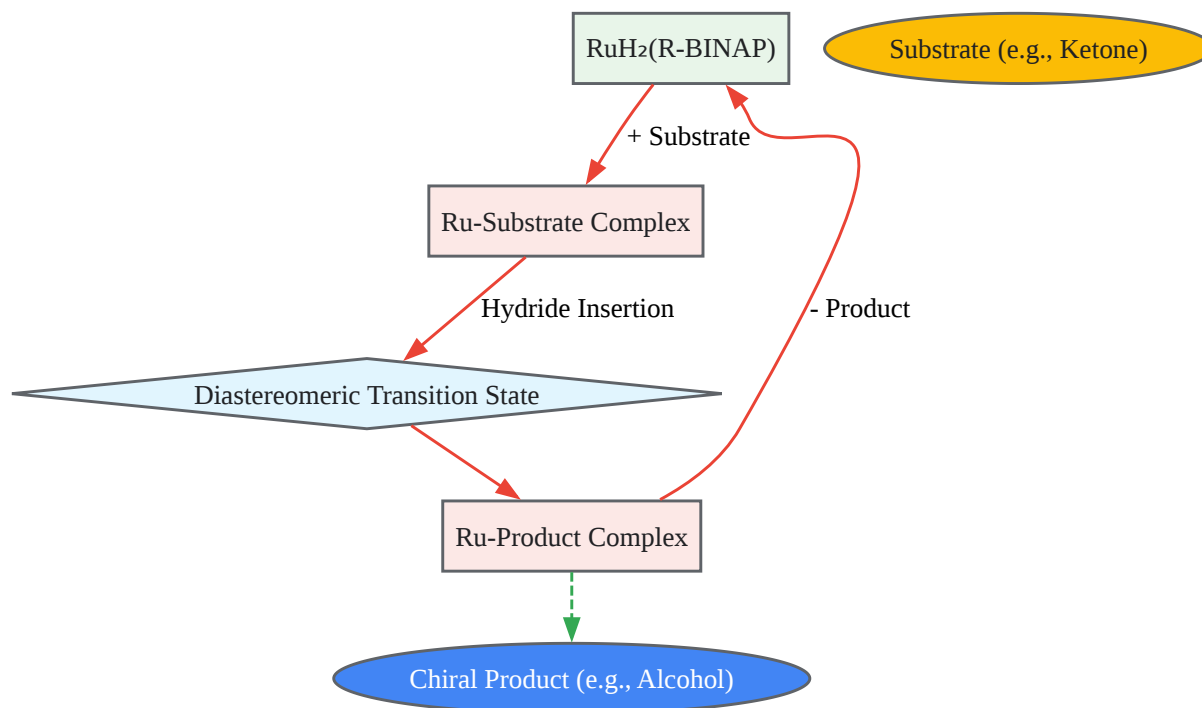 RuH₂(R-BINAP)
Substrate (e.g., Ketone)
+ Substrate
Ru-Substrate Complex
Hydride Insertion
- Product
Diastereomeric Transition State
Ru-Product Complex
Chiral Product (e.g., Alcohol)